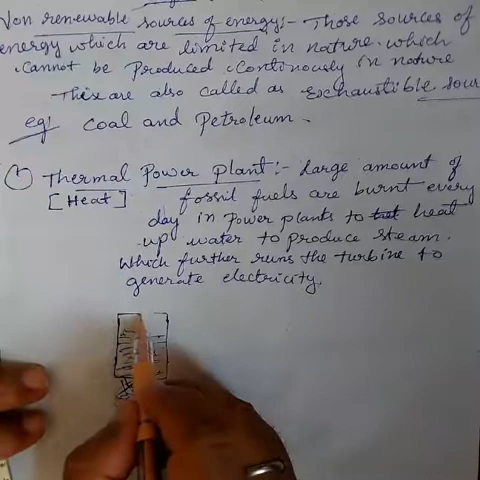 Non renewable sources of energy:- Those sources of
energy which are limited in nature. which
cannot be Produced Continously in nature
These are also called as exhaustible sour
eg: Coal and Petroleum.
Thermal Power Plant:- Large amount of
[Heat] fossil fuels are burnt every
day in power plants to heat
up water to produce steam.
Which further runs the turbine to
generate electricity.